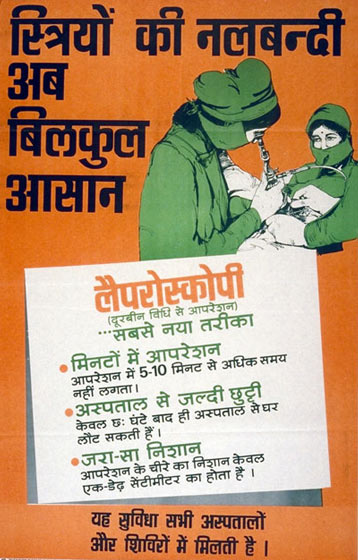 स्त्रियों की नलबन्दी
अब
बिलकुल
आसान
लैपरोस्कोपी
(दूरबीन विधि से आपरेशन)
...सबसे नया तरीका
• मिनटों में आपरेशन
आपरेशन में 5-10 मिनट से अधिक समय
नहीं लगता।
• अस्पताल से जल्दी छुट्टी
केवल छः घंटे बाद ही अस्पताल से घर
लौट सकती हैं।
• जरा-सा निशान
आपरेशन के चीरे का निशान केवल
एक-डेढ़ सेंटीमीटर का होता है।
यह सुविधा सभी अस्पतालों
और शिविरों में मिलती है।